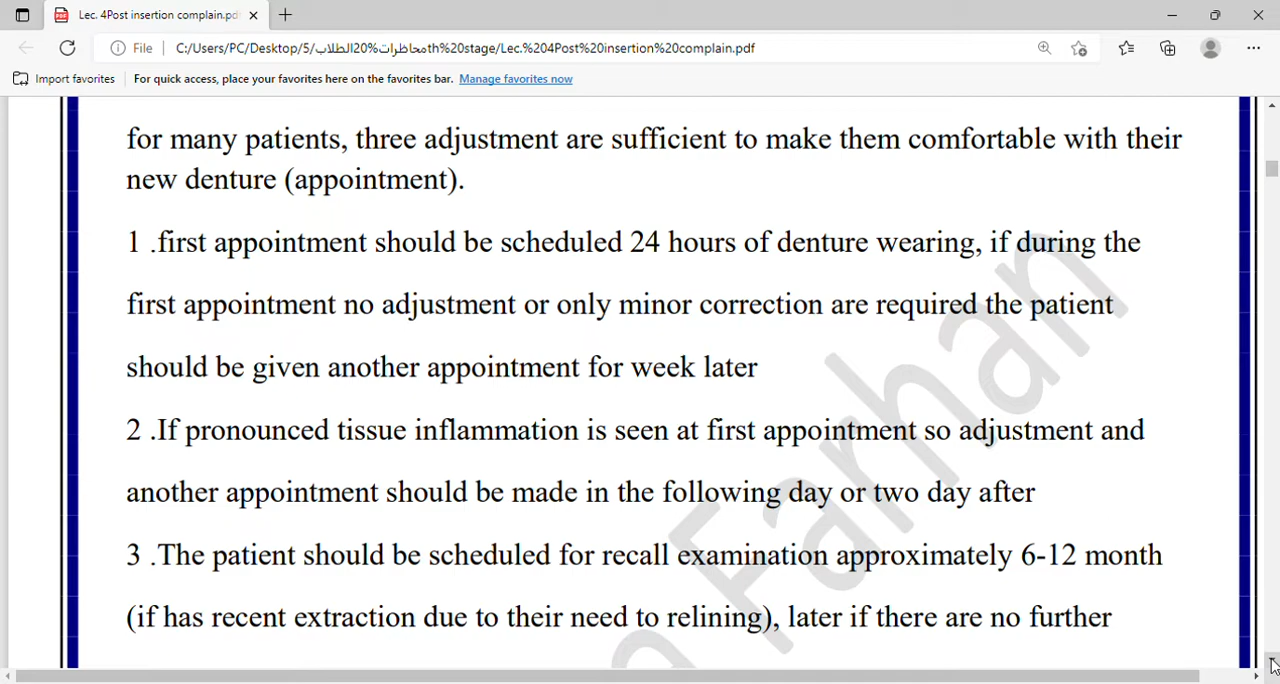 Lec. 4Post insertion complain.pd
File
C:/Users/PC/Desktop/5/محاظرات%20الطلابth%20stage/Lec.%204Post%20insertion%20complain.pdf
Import favorites
For quick access, place your favorites here on the favorites bar. Manage favorites now
for many patients, three adjustment are sufficient to make them comfortable with their
new denture (appointment).
1 .first appointment should be scheduled 24 hours of denture wearing, if during the
first appointment no adjustment or only minor correction are required the patient
should be given another appointment for week later
2 .If pronounced tissue inflammation is seen at first appointment so adjustment and
another appointment should be made in the following day or two day after
3 .The patient should be scheduled for recall examination approximately 6-12 month
(if has recent extraction due to their need to relining), later if there are no further
a Farhan